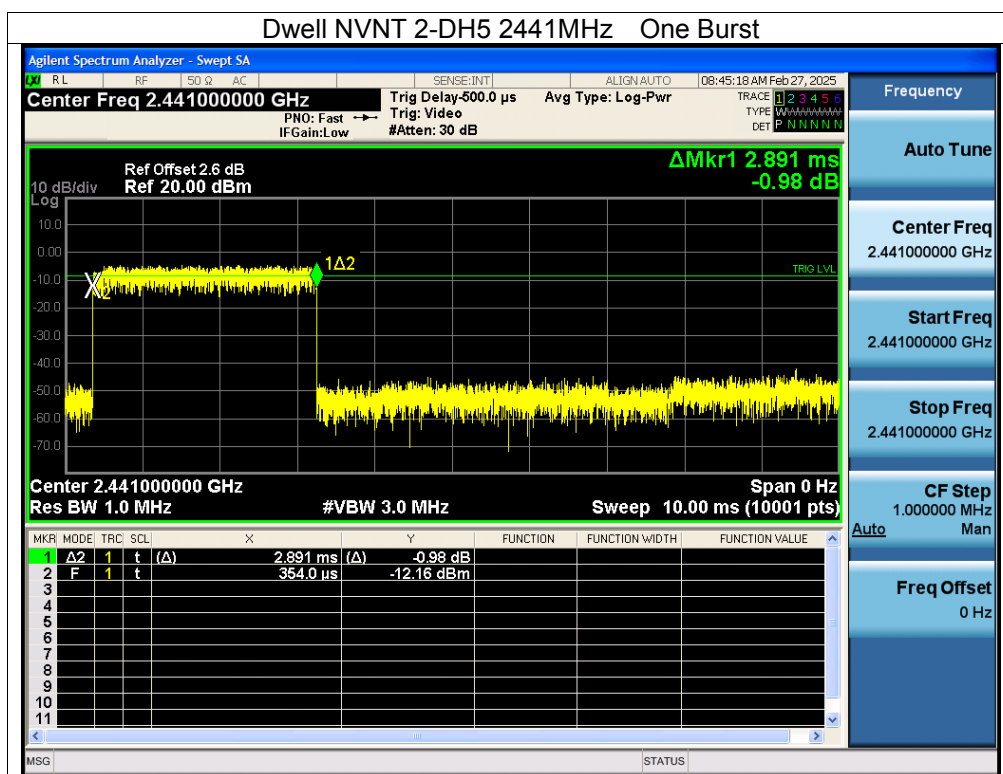 Dwell NVNT 2-DH5 2441MHz One Burst
Agilent Spectrum Analyzer - Swept SA
LXI RL RF 50 Ω AC SENSE:INT ALIGN AUTO 08:45:18 AM Feb 27, 2025
Center Freq 2.441000000 GHz Trig Delay-500.0 µs Avg Type: Log-Pwr TRACE 1 2 3 4 5 6
PNO: Fast Trig: Video TYPE WWWWWW
IFGain:Low #Atten: 30 dB DET P N N N N N
ΔMkr1 2.891 ms
-0.98 dB
Ref Offset 2.6 dB
10 dB/div Ref 20.00 dBm
Log
10.0
0.00
-10.0
-20.0
-30.0
-40.0
-50.0
-60.0
-70.0
1Δ2
TRIG LVL
2
Center 2.441000000 GHz Span 0 Hz
Res BW 1.0 MHz #VBW 3.0 MHz Sweep 10.00 ms (10001 pts)
MKR MODE TRC SCL X Y FUNCTION FUNCTION WIDTH FUNCTION VALUE
1 Δ2 1 t (Δ) 2.891 ms (Δ) -0.98 dB
2 F 1 t 354.0 µs -12.16 dBm
3
4
5
6
7
8
9
10
11
MSG STATUS
Frequency
Auto Tune
Center Freq
2.441000000 GHz
Start Freq
2.441000000 GHz
Stop Freq
2.441000000 GHz
CF Step
1.000000 MHz
Auto Man
Freq Offset
0 Hz